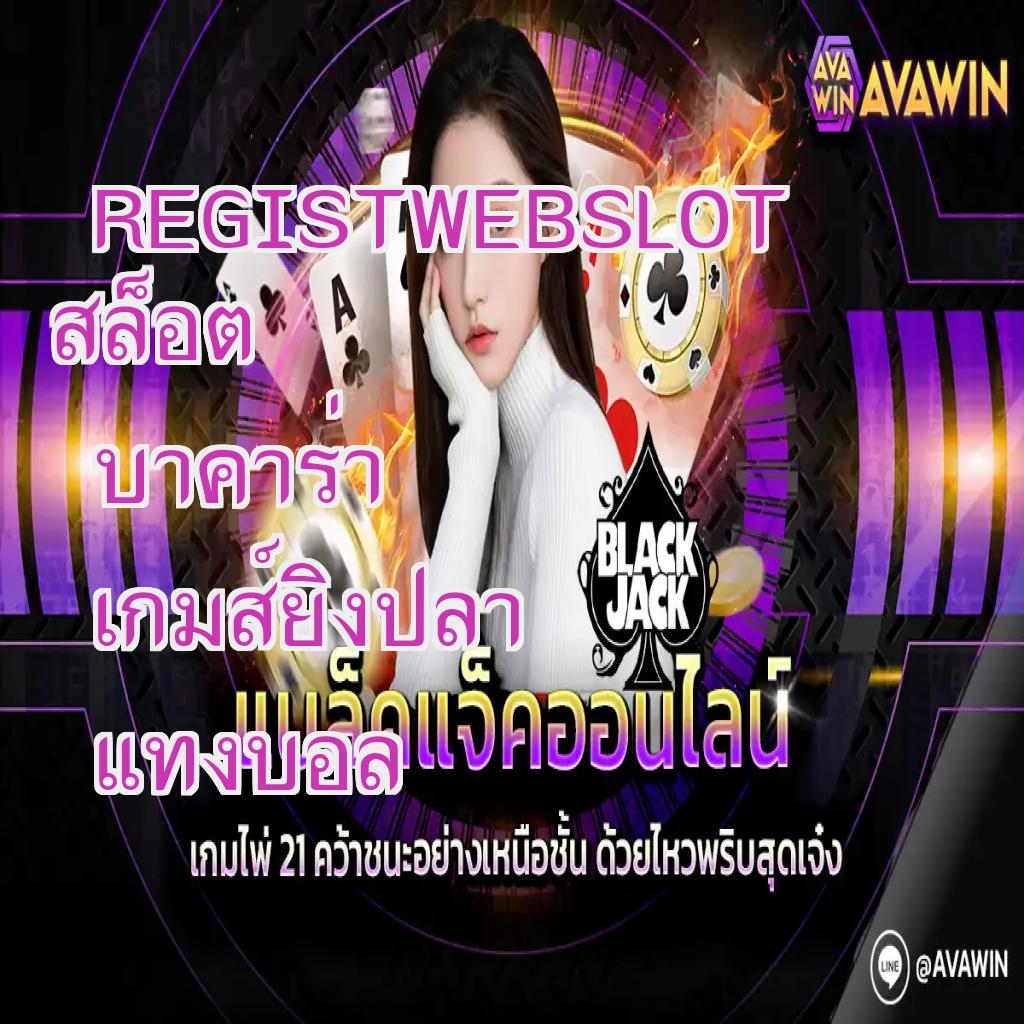 AVA
WIN
AVAWIN
REGISTWEBSLOT
สล็อต
A
บาคาร่า
BLACK
JACK
เกมส์ยิงปลา
แบล็คแจ็คออนไลน์
แทงบอล
เกมไพ่ 21 คว้าชนะอย่างเหนือชั้น ด้วยไหวพริบสุดเจ๋ง
LINE
@AVAWIN